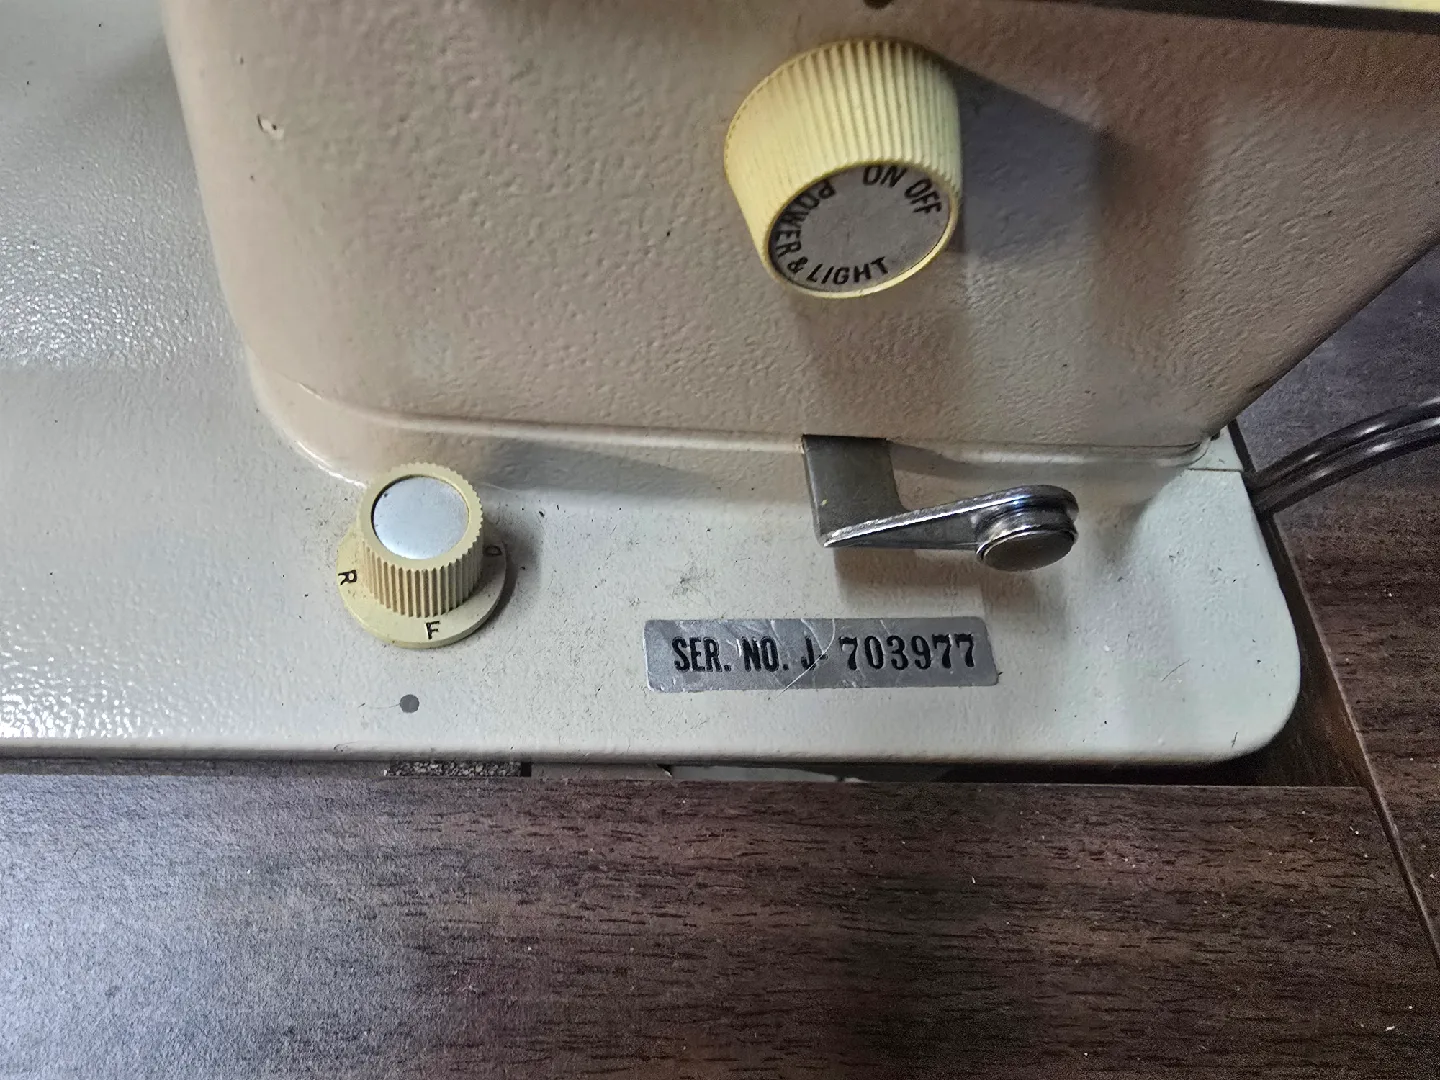 ON OFF
POWER & LIGHT
R
F
SER. NO. J- 703977